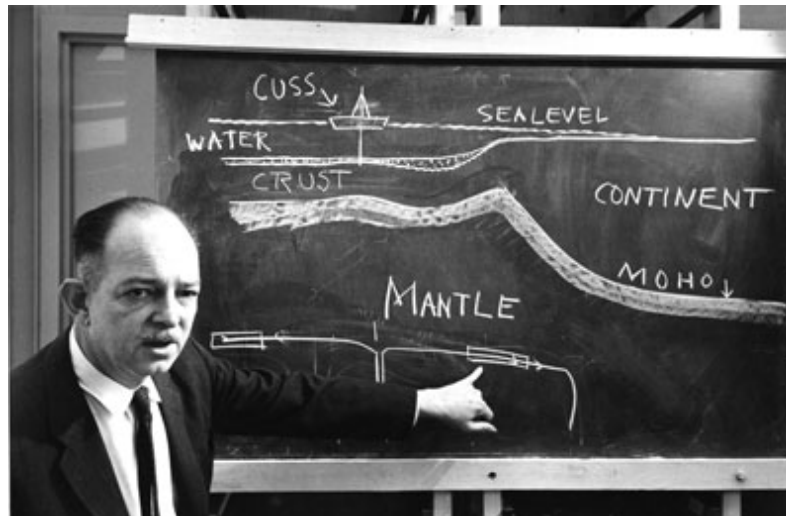 CUSS
SEALEVEL
WATER
CRUST
CONTINENT
MOHO
MANTLE